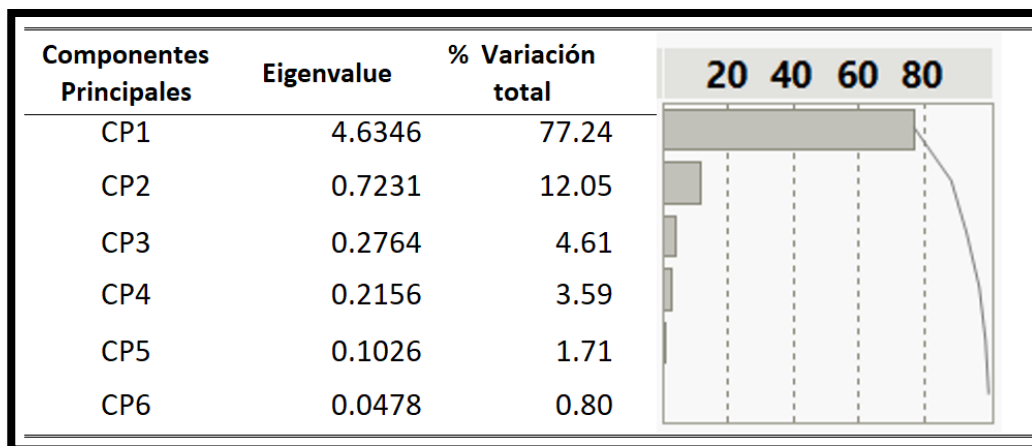 Componentes Principales Eigenvalue % Variación total
20 40 60 80
CP1 4.6346 77.24
CP2 0.7231 12.05
CP3 0.2764 4.61
CP4 0.2156 3.59
CP5 0.1026 1.71
CP6 0.0478 0.80